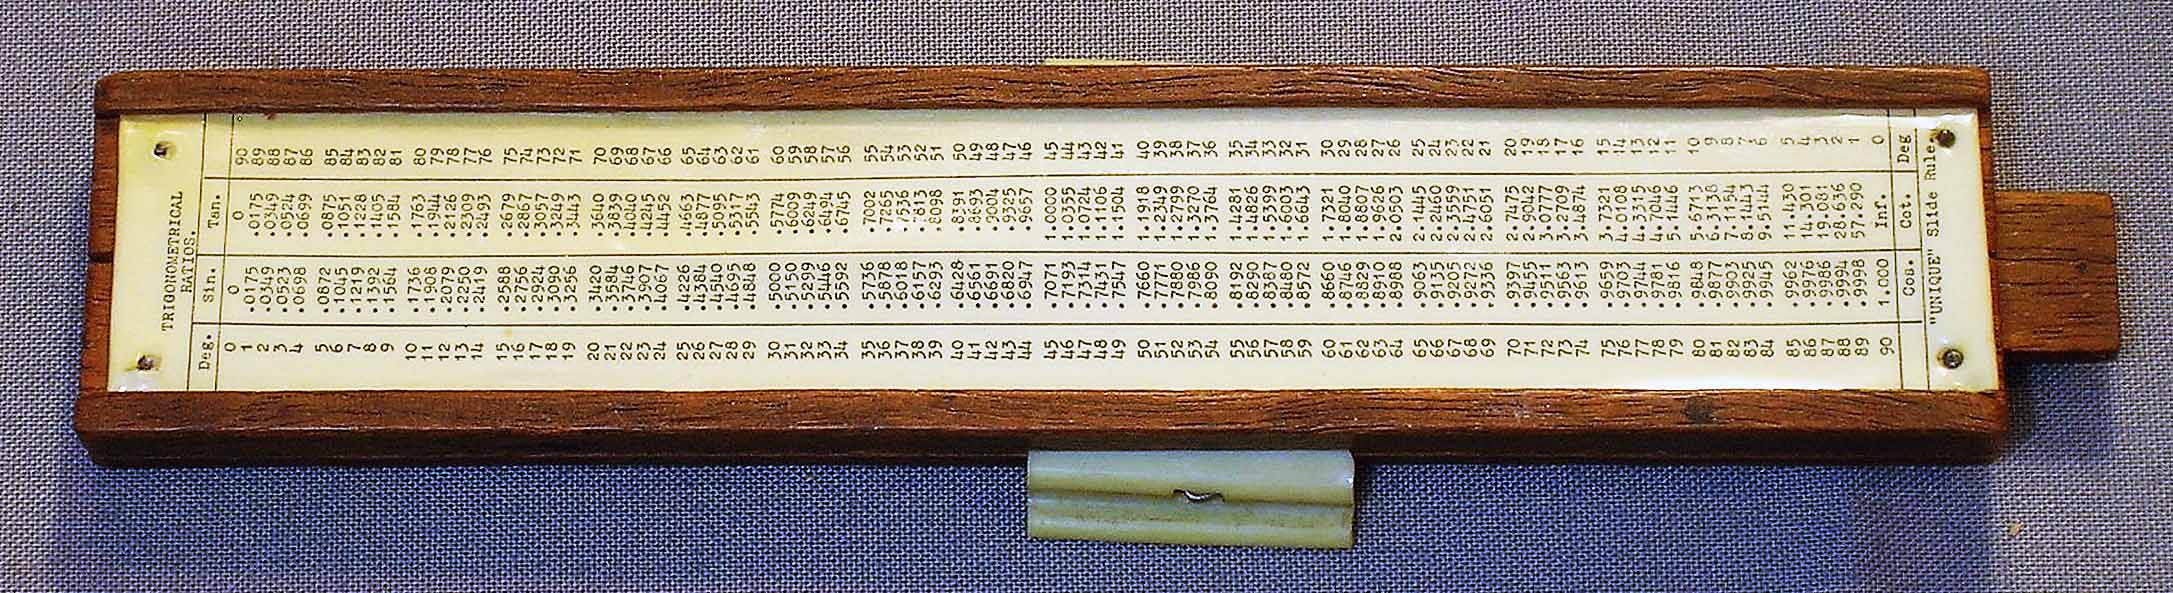 TRIGONOMETRICAL
RATIOS.
Deg. Sin. Tan.
0 0 0 90
1 .0175 .0175 89
2 .0349 .0349 88
3 .0523 .0524 87
4 .0698 .0699 86
5 .0872 .0875 85
6 .1045 .1051 84
7 .1219 .1228 83
8 .1392 .1405 82
9 .1564 .1584 81
10 .1736 .1763 80
11 .1908 .1944 79
12 .2079 .2126 78
13 .2250 .2309 77
14 .2419 .2493 76
15 .2588 .2679 75
16 .2756 .2867 74
17 .2924 .3057 73
18 .3090 .3249 72
19 .3256 .3443 71
20 .3420 .3640 70
21 .3584 .3839 69
22 .3746 .4040 68
23 .3907 .4245 67
24 .4067 .4452 66
25 .4226 .4663 65
26 .4384 .4877 64
27 .4540 .5095 63
28 .4695 .5317 62
29 .4848 .5543 61
30 .5000 .5774 60
31 .5150 .6009 59
32 .5299 .6249 58
33 .5446 .6494 57
34 .5592 .6745 56
35 .5736 .7002 55
36 .5878 .7265 54
37 .6018 .7536 53
38 .6157 .7813 52
39 .6293 .8098 51
40 .6428 .8391 50
41 .6561 .8693 49
42 .6691 .9004 48
43 .6820 .9325 47
44 .6947 .9657 46
45 .7071 1.0000 45
46 .7193 1.0355 44
47 .7314 1.0724 43
48 .7431 1.1106 42
49 .7547 1.1504 41
50 .7660 1.1918 40
51 .7771 1.2349 39
52 .7880 1.2799 38
53 .7986 1.3270 37
54 .8090 1.3764 36
55 .8192 1.4281 35
56 .8290 1.4826 34
57 .8387 1.5399 33
58 .8480 1.6003 32
59 .8572 1.6643 31
60 .8660 1.7321 30
61 .8746 1.8040 29
62 .8829 1.8807 28
63 .8910 1.9626 27
64 .8988 2.0503 26
65 .9063 2.1445 25
66 .9135 2.2460 24
67 .9205 2.3559 23
68 .9272 2.4751 22
69 .9336 2.6051 21
70 .9397 2.7475 20
71 .9455 2.9042 19
72 .9511 3.0777 18
73 .9563 3.2709 17
74 .9613 3.4874 16
75 .9659 3.7321 15
76 .9703 4.0108 14
77 .9744 4.3315 13
78 .9781 4.7046 12
79 .9816 5.1446 11
80 .9848 5.6713 10
81 .9877 6.3138 9
82 .9903 7.1154 8
83 .9925 8.1443 7
84 .9945 9.5144 6
85 .9962 11.430 5
86 .9976 14.301 4
87 .9986 19.081 3
88 .9994 28.636 2
89 .9998 57.290 1
90 1.000 Inf. 0
Cos. Cot. Deg
"UNIQUE" Slide Rule